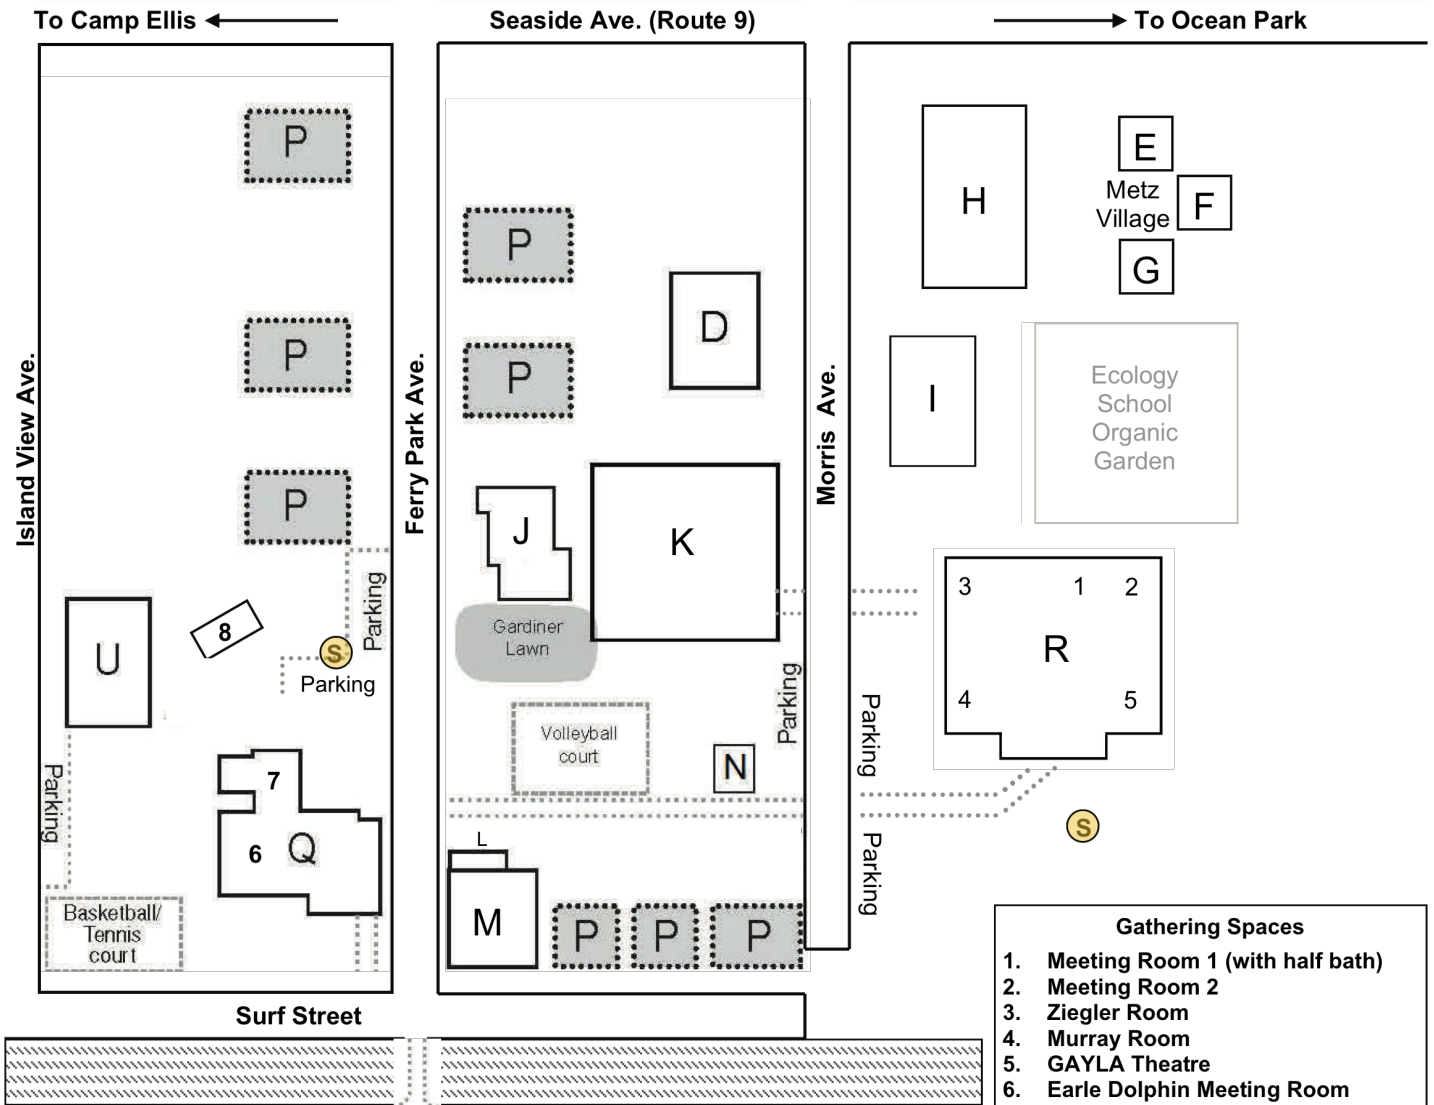 To Camp Ellis
Seaside Ave. (Route 9)
To Ocean Park
P
P
P
P
P
D
H
E
Metz
Village
F
G
I
Ecology
School
Organic
Garden
Island View Ave.
Ferry Park Ave.
Morris Ave.
J
K
Gardiner
Lawn
U
8
S
Parking
Parking
Parking
7
6
Q
Basketball/
Tennis
court
Volleyball
court
N
Parking
L
M
P
P
P
3
1
2
R
4
5
Parking
Parking
S
Surf Street
Gathering Spaces
1. Meeting Room 1 (with half bath)
2. Meeting Room 2
3. Ziegler Room
4. Murray Room
5. GAYLA Theatre
6. Earle Dolphin Meeting Room